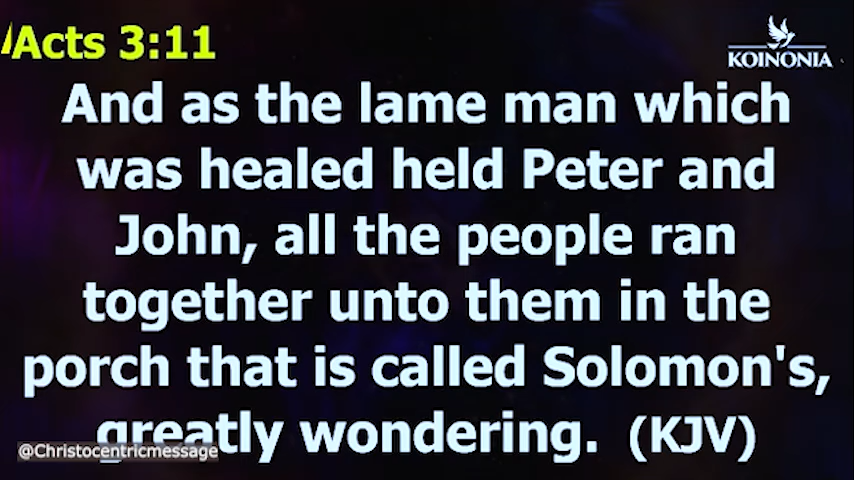 Acts 3:11
KOINONIA
And as the lame man which
was healed held Peter and
John, all the people ran
together unto them in the
porch that is called Solomon's,
greatly wondering. (KJV)
@Christocentricmessage